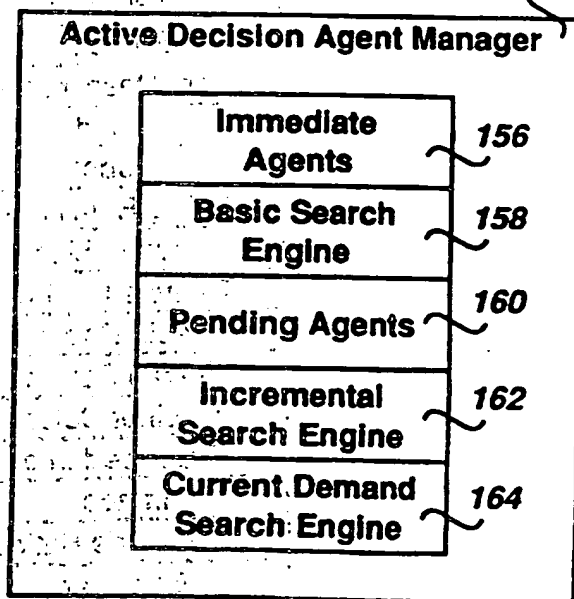 Active Decision Agent Manager
Immediate
Agents
156
Basic Search
Engine
158
Pending Agents
160
Incremental
Search Engine
162
Current Demand
Search Engine
164